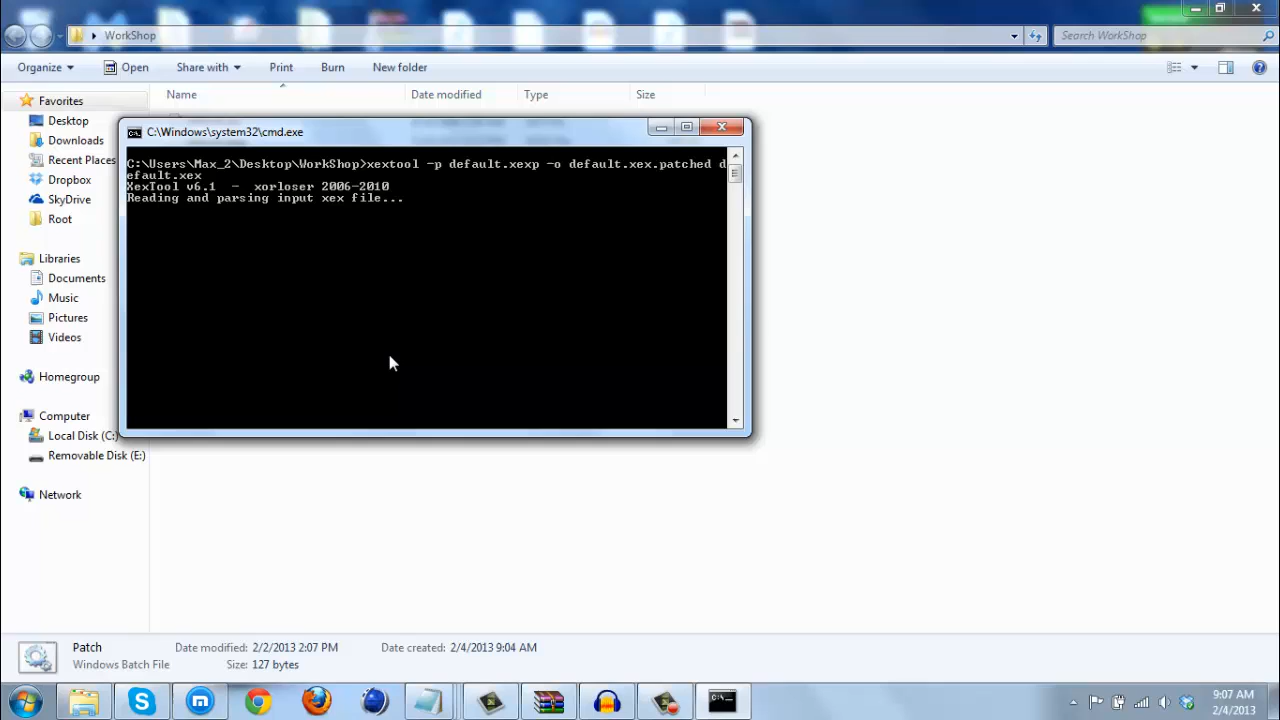 WorkShop
Search WorkShop
Organize
Open
Share with
Print
Burn
New folder
Name
Date modified
Type
Size
Favorites
Desktop
Downloads
Recent Places
Dropbox
SkyDrive
Root
Libraries
Documents
Music
Pictures
Videos
Homegroup
Computer
Local Disk (C:)
Removable Disk (E:)
Network
C:\Windows\system32\cmd.exe
C:\Users\Max_2\Desktop\WorkShop>xextool -p default.xexp -o default.xex.patched d
efault.xex
XexTool v6.1 - xorloser 2006-2010
Reading and parsing input xex file...
Patch
Date modified: 2/2/2013 2:07 PM
Date created: 2/4/2013 9:04 AM
Windows Batch File
Size: 127 bytes
9:07 AM
2/4/2013